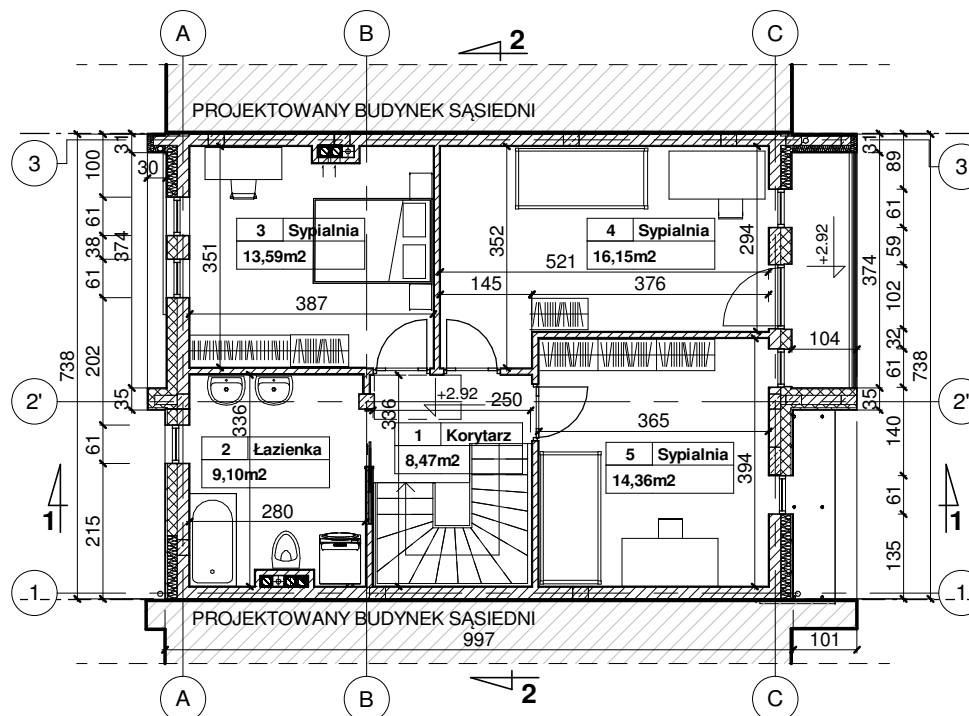 A
B
C
2
PROJEKTOWANY BUDYNEK SĄSIEDNI
3
3
31
100
30
61
38
374
61
202
738
35
61
215
31
89
61
59
374
102
32
61
738
35
140
61
135
+2.92
104
3 Sypialnia
13,59m2
351
387
4 Sypialnia
16,15m2
352
294
521
145
376
2'
2'
+2.92
250
336
336
1 Korytarz
8,47m2
2 Łazienka
9,10m2
280
365
394
5 Sypialnia
14,36m2
1
1
1
1
PROJEKTOWANY BUDYNEK SĄSIEDNI
997
101
2
A
B
C